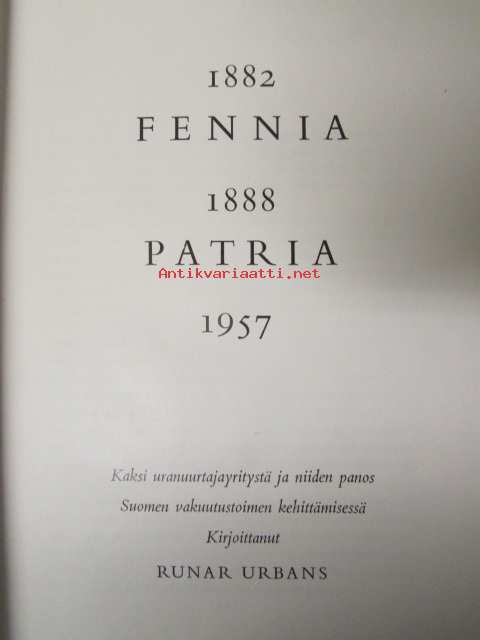 1882
FENNIA
1888
PATRIA
Antikvariaatti.net
1957
Kaksi uranuurtajayritystä ja niiden panos
Suomen vakuutustoimen kehittämisessä
Kirjoittanut
RUNAR URBANS